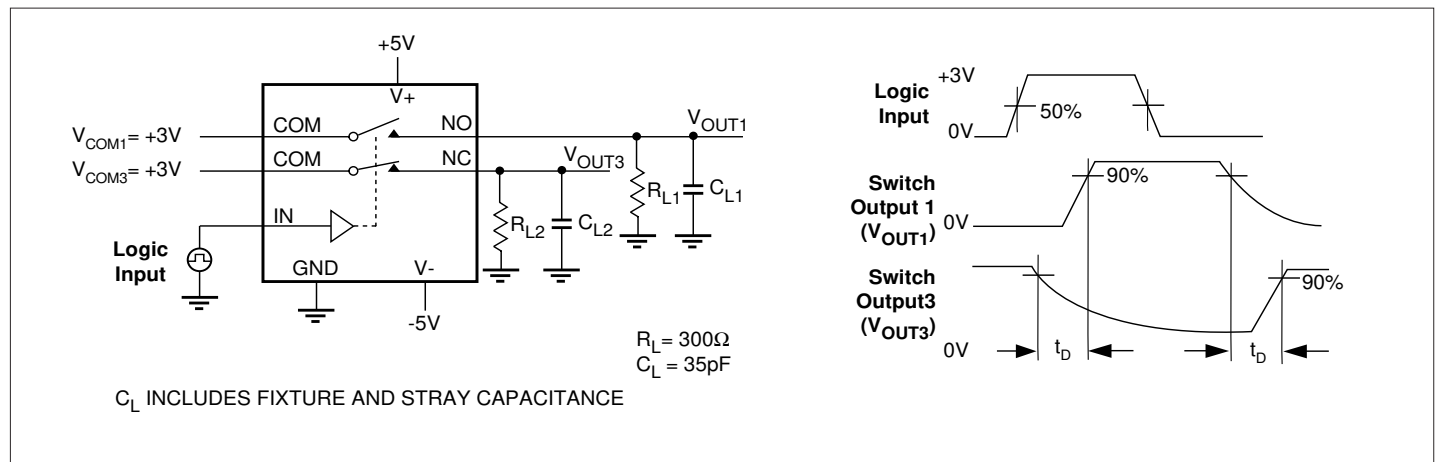 +5V
V+
V_COM1= +3V
COM
NO
V_OUT1
V_COM3= +3V
COM
NC
V_OUT3
R_L1
C_L1
IN
R_L2
C_L2
Logic
Input
GND
V-
-5V
R_L= 300Ω
C_L = 35pF
C_L INCLUDES FIXTURE AND STRAY CAPACITANCE
Logic
Input
+3V
50%
0V
Switch
Output 1
(V_OUT1)
90%
0V
Switch
Output3
(V_OUT3)
90%
0V
t_D
t_D